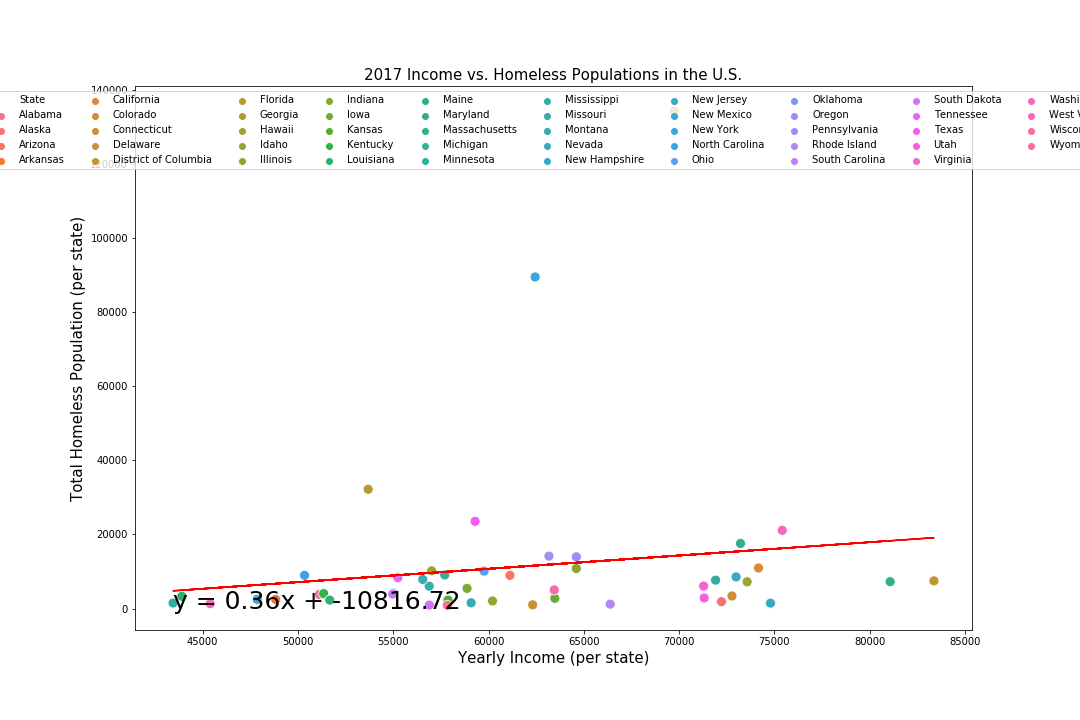 2017 Income vs. Homeless Populations in the U.S.
140000
State California Florida Indiana Maine Mississippi New Jersey Oklahoma South Dakota
Alabama Colorado Georgia Iowa Maryland Missouri New Mexico Oregon Tennessee West
Alaska Connecticut Hawaii Kansas Massachusetts Montana New York Pennsylvania Texas
Arizona Delaware Idaho Kentucky Michigan Nevada North Carolina Rhode Island Utah
Arkansas District of Columbia Illinois Louisiana Minnesota New Hampshire Ohio South Carolina Virginia
120000
100000
80000
60000
40000
20000
0
Total Homeless Population (per state)
y = 0.36x + -10816.72
45000 50000 55000 60000 65000 70000 75000 80000 85000
Yearly Income (per state)